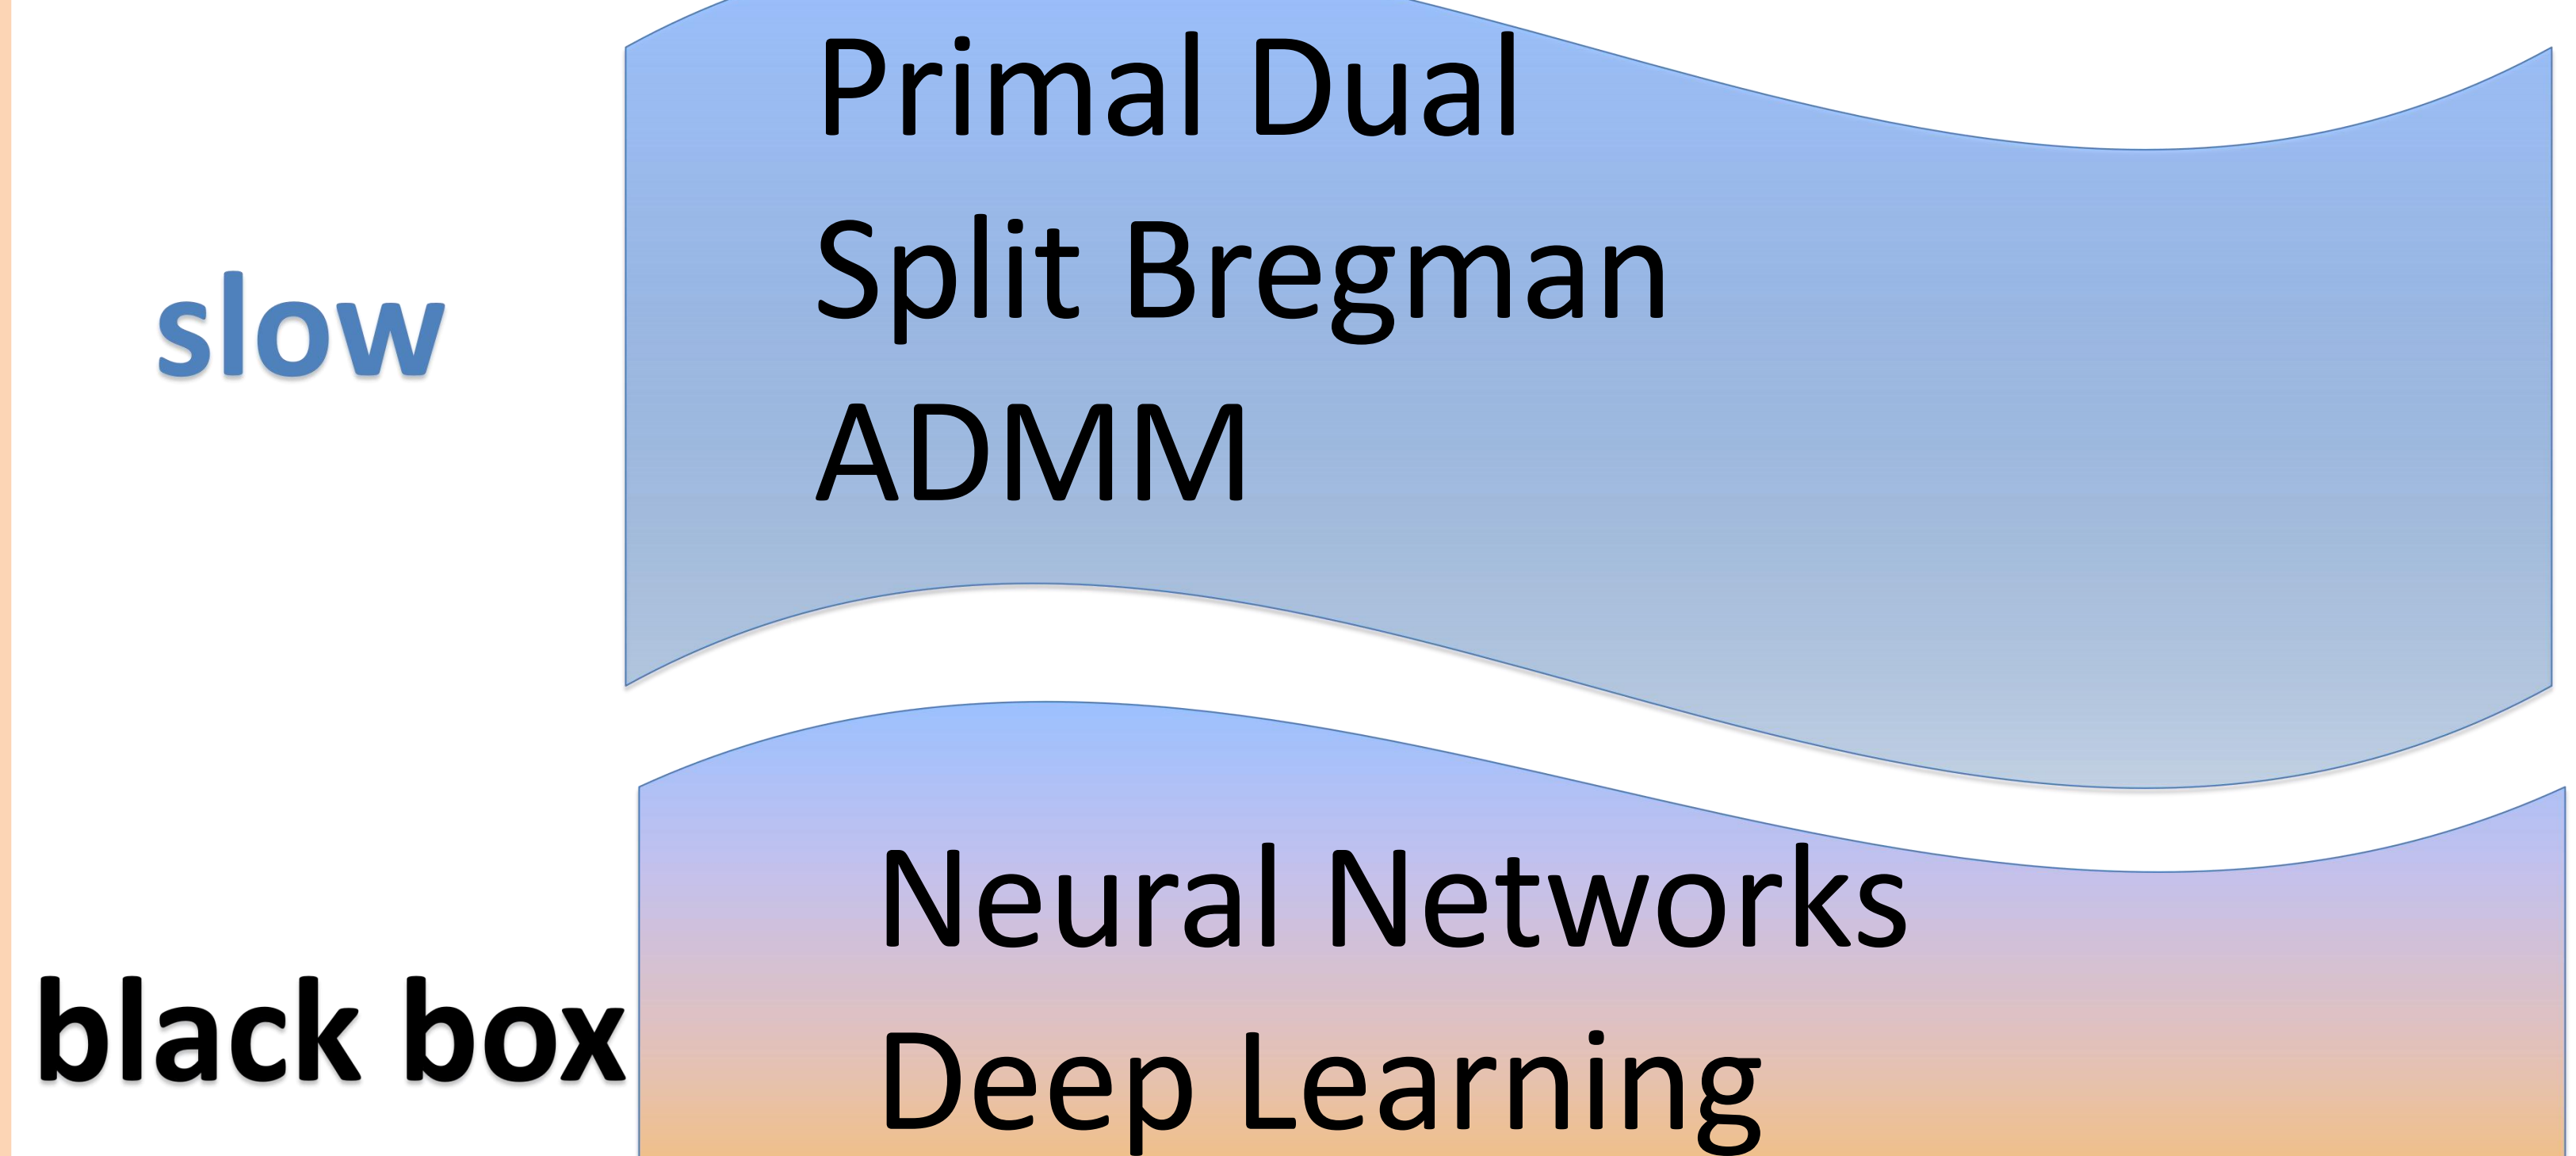 Primal Dual
Split Bregman
slow
ADMM
Neural Networks
black box
Deep Learning